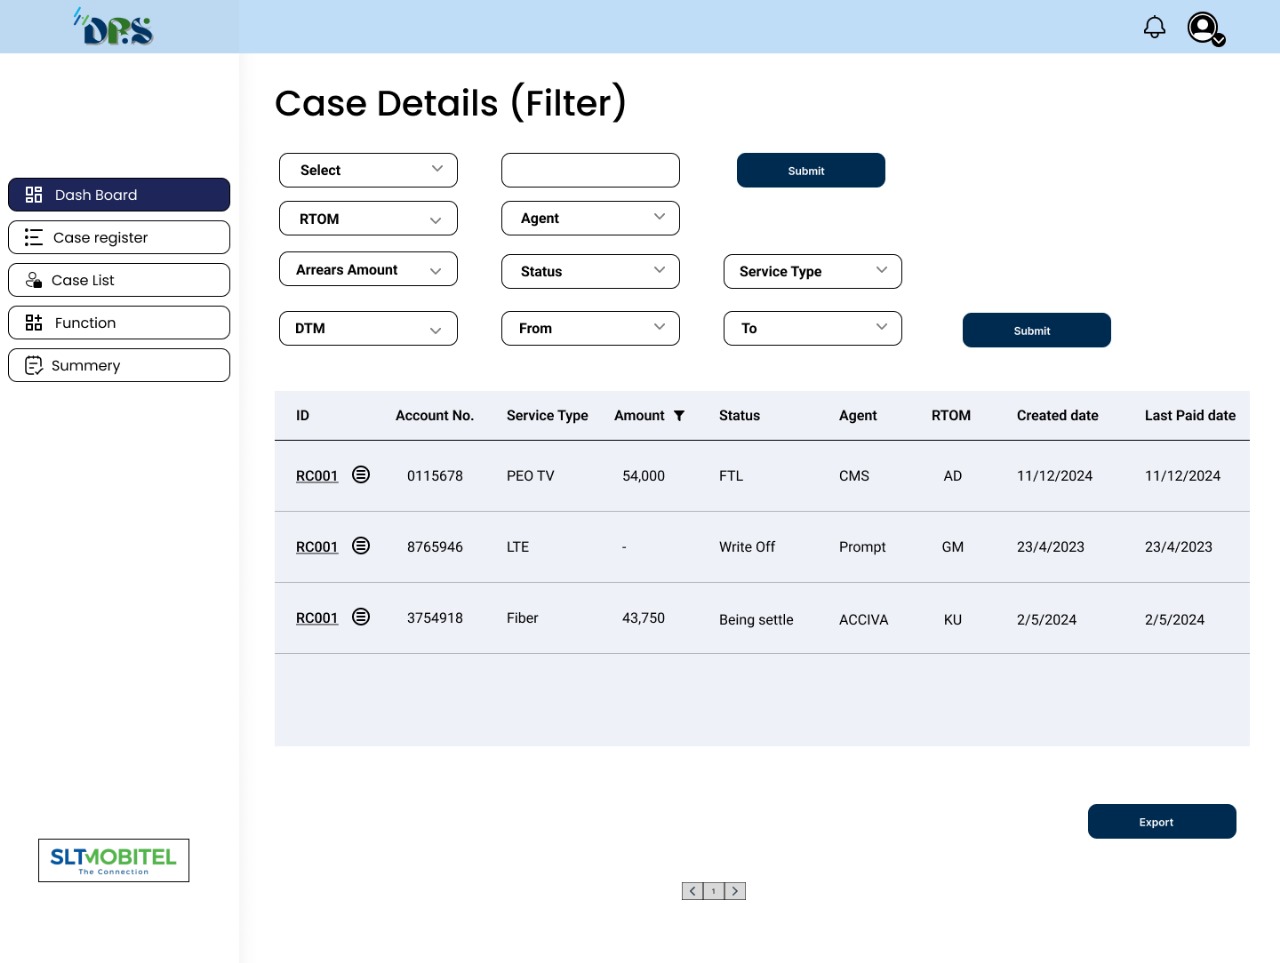 DRS
Case Details (Filter)
Select
Submit
Dash Board
RTOM Agent
Case register
Arrears Amount Status Service Type
Case List
Function
DTM From To Submit
Summery
ID Account No. Service Type Amount Status Agent RTOM Created date Last Paid date
RC001 0115678 PEO TV 54,000 FTL CMS AD 11/12/2024 11/12/2024
RC001 8765946 LTE - Write Off Prompt GM 23/4/2023 23/4/2023
RC001 3754918 Fiber 43,750 Being settle ACCIVA KU 2/5/2024 2/5/2024
Export
SLTMOBITEL
The Connection
< 1 >